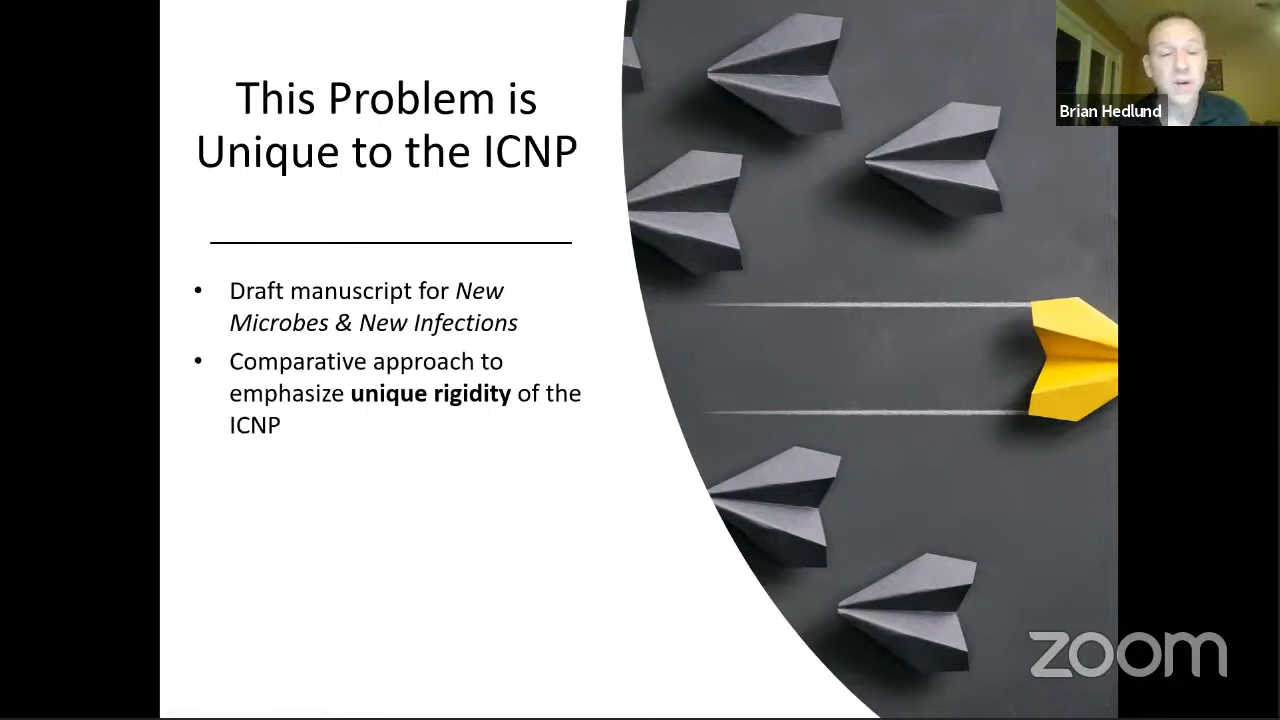 This Problem is
Unique to the ICNP
• Draft manuscript for New
Microbes & New Infections
• Comparative approach to
emphasize unique rigidity of the
ICNP
Brian Hedlund
zoom